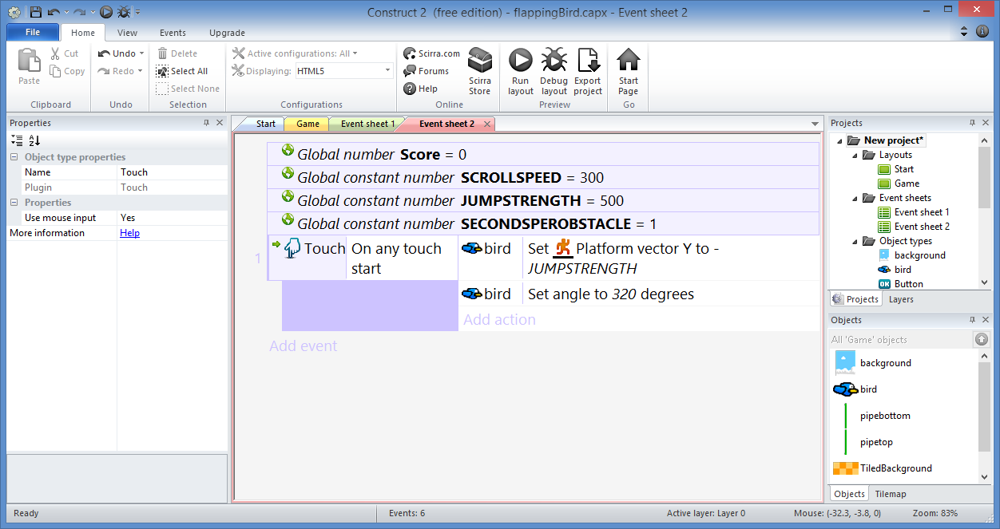 Construct 2 (free edition) - flappingBird.capx - Event sheet 2
File Home View Events Upgrade
Paste
Cut
Copy
Clipboard
Undo
Redo
Undo
Delete
Select All
Select None
Selection
Active configurations: All
Displaying: HTML5
Configurations
Scirra.com
Forums
Help
Scirra
Store
Online
Run
layout
Debug
layout
Export
project
Preview
Start
Page
Go
Properties
Object type properties
Name Touch
Plugin Touch
Properties
Use mouse input Yes
More information Help
Start Game Event sheet 1 Event sheet 2
Global number Score = 0
Global constant number SCROLLSPEED = 300
Global constant number JUMPSTRENGTH = 500
Global constant number SECONDSPEROBSTACLE = 1
1
Touch
On any touch
start
bird
Set Platform vector Y to -
JUMPSTRENGTH
bird
Set angle to 320 degrees
Add action
Add event
Projects
New project*
Layouts
Start
Game
Event sheets
Event sheet 1
Event sheet 2
Object types
background
bird
OK Button
Projects Layers
Objects
All 'Game' objects
background
bird
pipebottom
pipetop
TiledBackground
Objects Tilemap
Ready Events: 6 Active layer: Layer 0 Mouse: (-32.3, -3.8, 0) Zoom: 83%